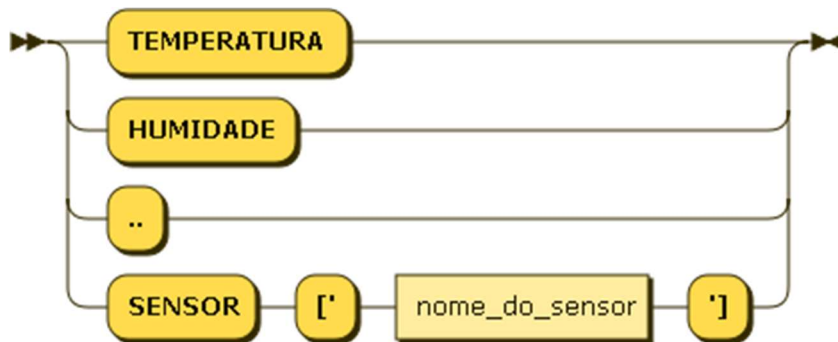 TEMPERATURA
HUMIDADE
..
SENSOR [' nome_do_sensor ']